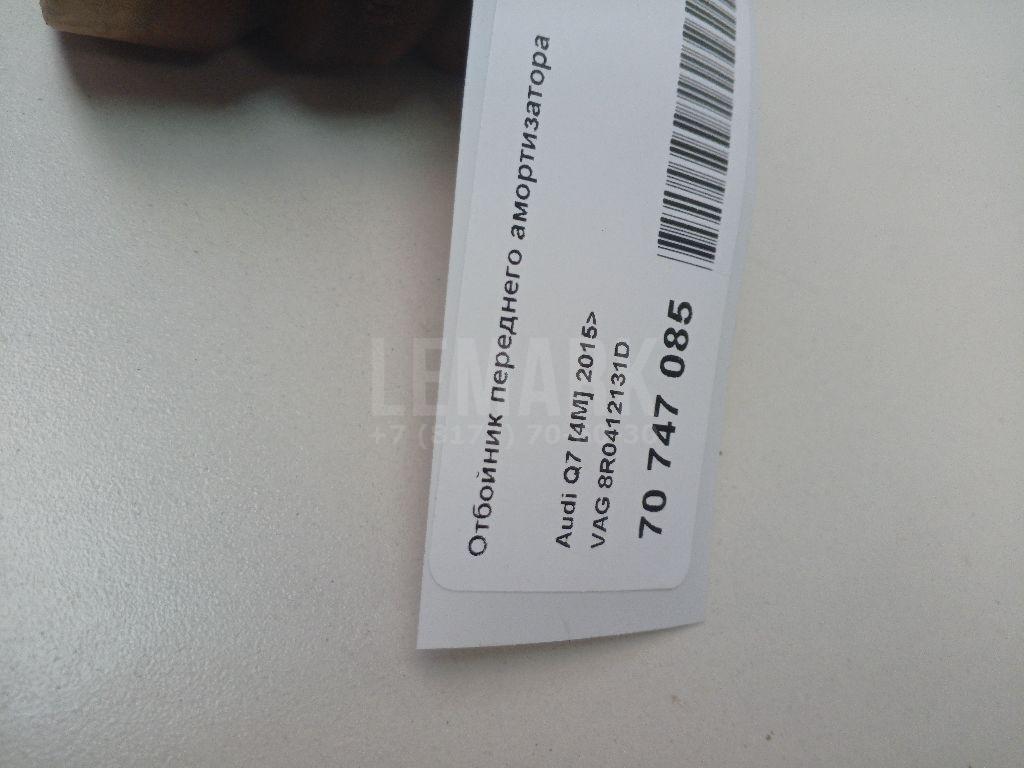 Отбойник переднего амортизатора
Audi Q7 [4M] 2015>
VAG 8R0412131D
70 747 085
LEMARK